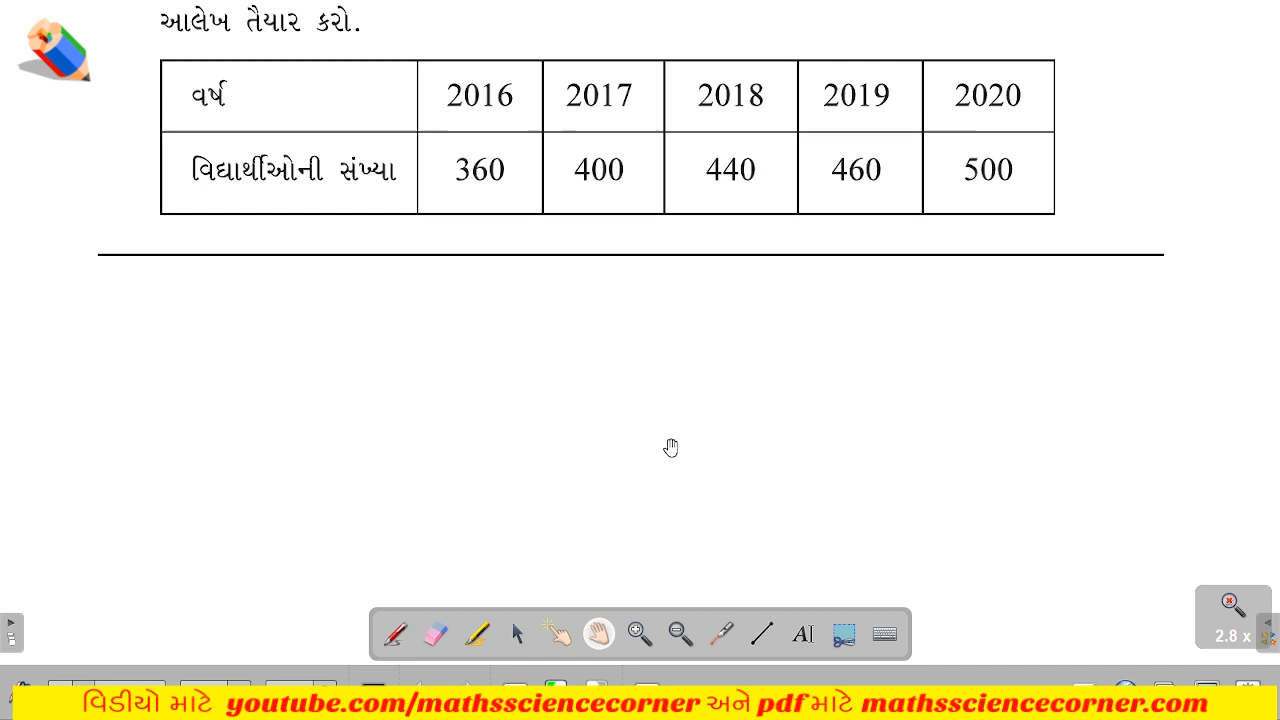 આલેખ તૈયાર કરો.
વર્ષ 2016 2017 2018 2019 2020
વિદ્યાર્થીઓની સંખ્યા 360 400 440 460 500
AI
2.8 x
વિડીયો માટે youtube.com/mathssciencecorner અને pdf માટે mathssciencecorner.com